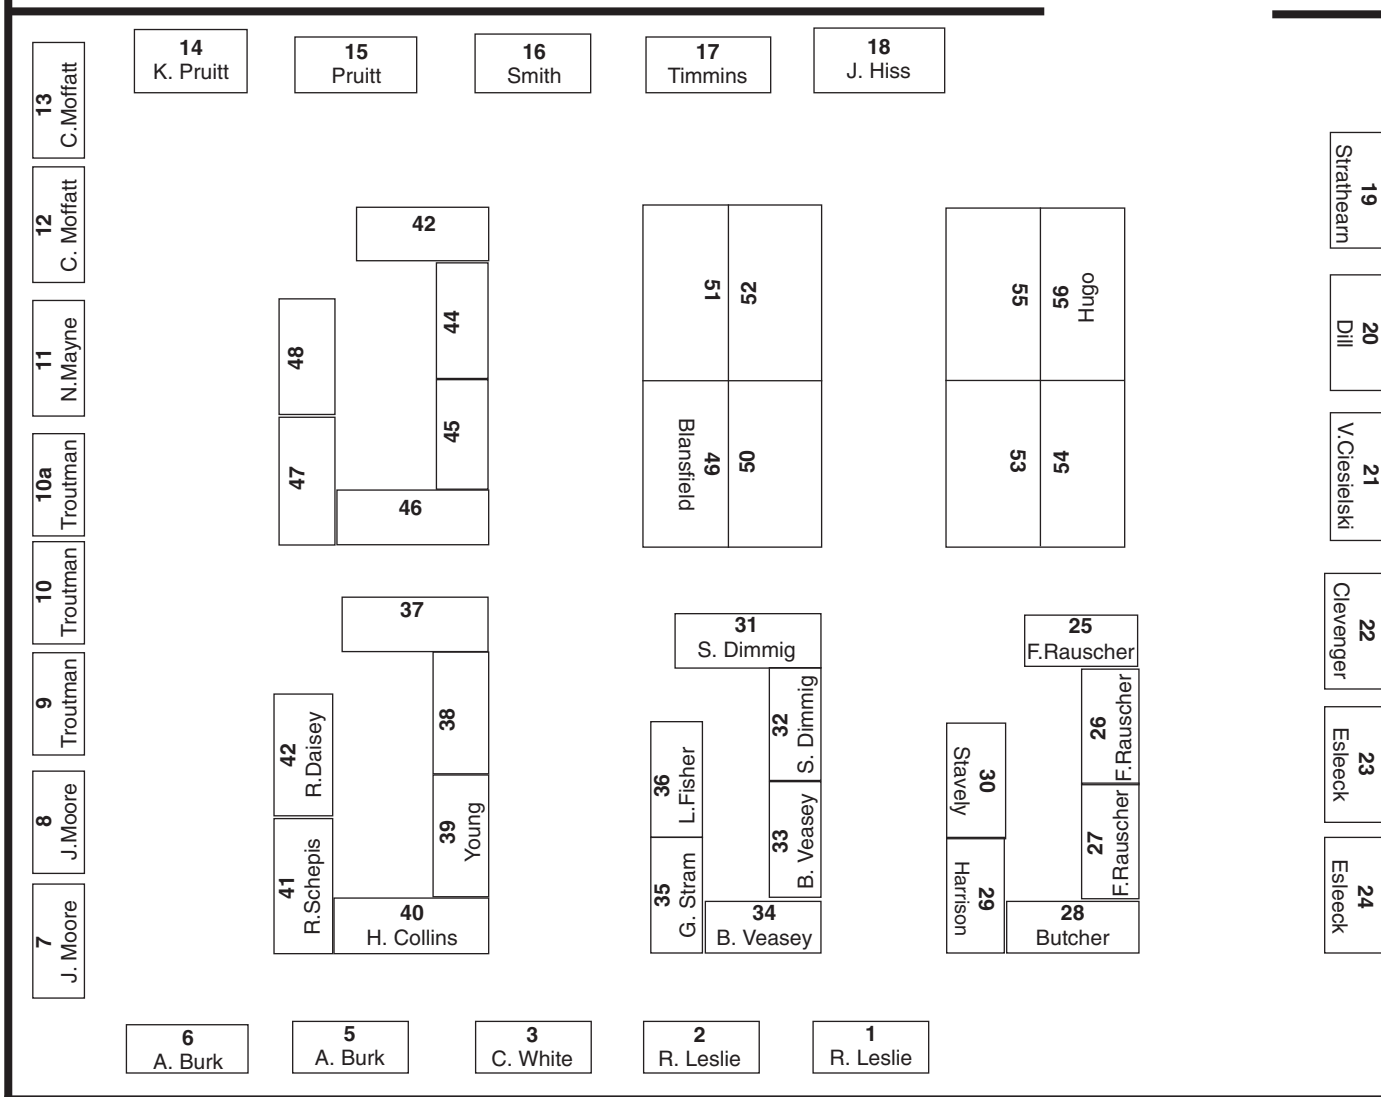 14
K. Pruitt
15
Pruitt
16
Smith
17
Timmins
18
J. Hiss
13
C.Moffatt
12
C. Moffatt
11
N.Mayne
10a
Troutman
10
Troutman
9
Troutman
8
J.Moore
7
J. Moore
42
44
45
46
47
48
51
52
49
Blansfield
50
55
56
Hugo
53
54
19
Strathearn
20
Dill
21
V.Ciesielski
22
Clevenger
23
Esleeck
24
Esleeck
37
38
39
Young
40
H. Collins
41
R.Schepis
42
R.Daisey
31
S. Dimmig
32
S. Dimmig
33
B. Veasey
34
B. Veasey
35
G. Stram
36
L.Fisher
25
F.Rauscher
26
F.Rauscher
27
F.Rauscher
28
Butcher
29
Harrison
30
Stavely
6
A. Burk
5
A. Burk
3
C. White
2
R. Leslie
1
R. Leslie